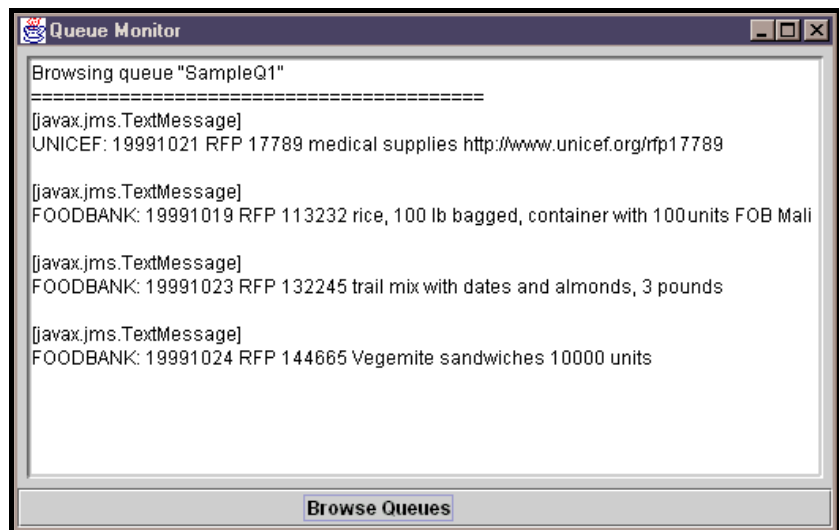 Queue Monitor
Browsing queue "SampleQ1"
=========================================
[javax.jms.TextMessage]
UNICEF: 19991021 RFP 17789 medical supplies http://www.unicef.org/rfp17789
[javax.jms.TextMessage]
FOODBANK: 19991019 RFP 113232 rice, 100 lb bagged, container with 100units FOB Mali
[javax.jms.TextMessage]
FOODBANK: 19991023 RFP 132245 trail mix with dates and almonds, 3 pounds
[javax.jms.TextMessage]
FOODBANK: 19991024 RFP 144665 Vegemite sandwiches 10000 units
Browse Queues